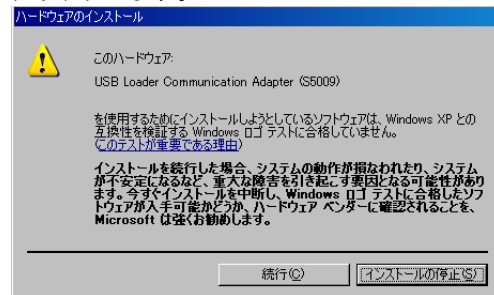 ハードウェアのインストール
このハードウェア:
USB Loader Communication Adapter (S5009)
を使用するためにインストールしようとしているソフトウェアは、Windows XP との
互換性を検証する Windows ロゴ テストに合格していません。
(このテストが重要である理由)
インストールを続行した場合、システムの動作が損なわれたり、システム
が不安定になるなど、重大な障害を引き起こす要因となる可能性があり
ます。今すぐインストールを中断し、Windows ロゴ テストに合格したソフ
トウェアが入手可能かどうか、ハードウェア ベンダーに確認されることを、
Microsoft は強くお勧めします。
続行(C)
インストールの停止(S)